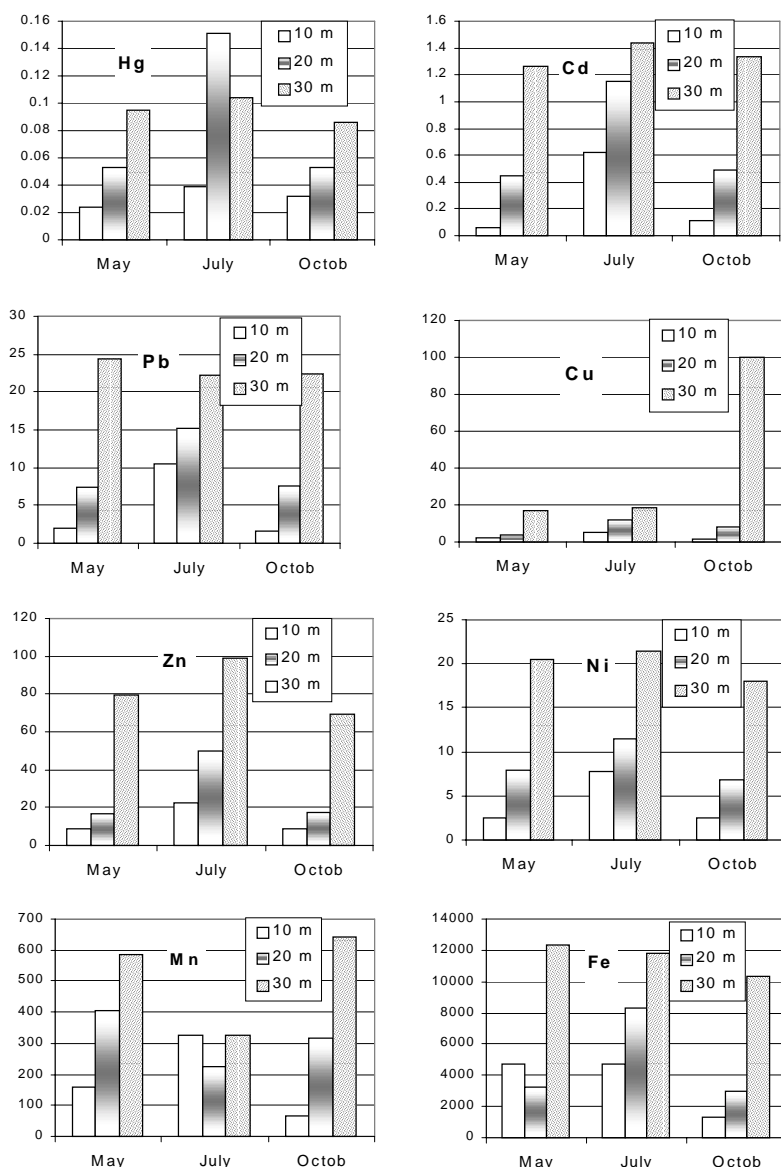 0.16
0.14
0.12
0.1
0.08
0.06
0.04
0.02
0
Hg
10 m
20 m
30 m
May July Octob
1.6
1.4
1.2
1
0.8
0.6
0.4
0.2
0
Cd
10 m
20 m
30 m
May July Octob
30
25
20
15
10
5
0
Pb
10 m
20 m
30 m
May July Octob
120
100
80
60
40
20
0
Cu
10 m
20 m
30 m
May July Octob
120
100
80
60
40
20
0
Zn
10 m
20 m
30 m
May July Octob
25
20
15
10
5
0
Ni
10 m
20 m
30 m
May July Octob
700
600
500
400
300
200
100
0
Mn
10 m
20 m
30 m
May July Octob
14000
12000
10000
8000
6000
4000
2000
0
Fe
10 m
20 m
30 m
May July Octob